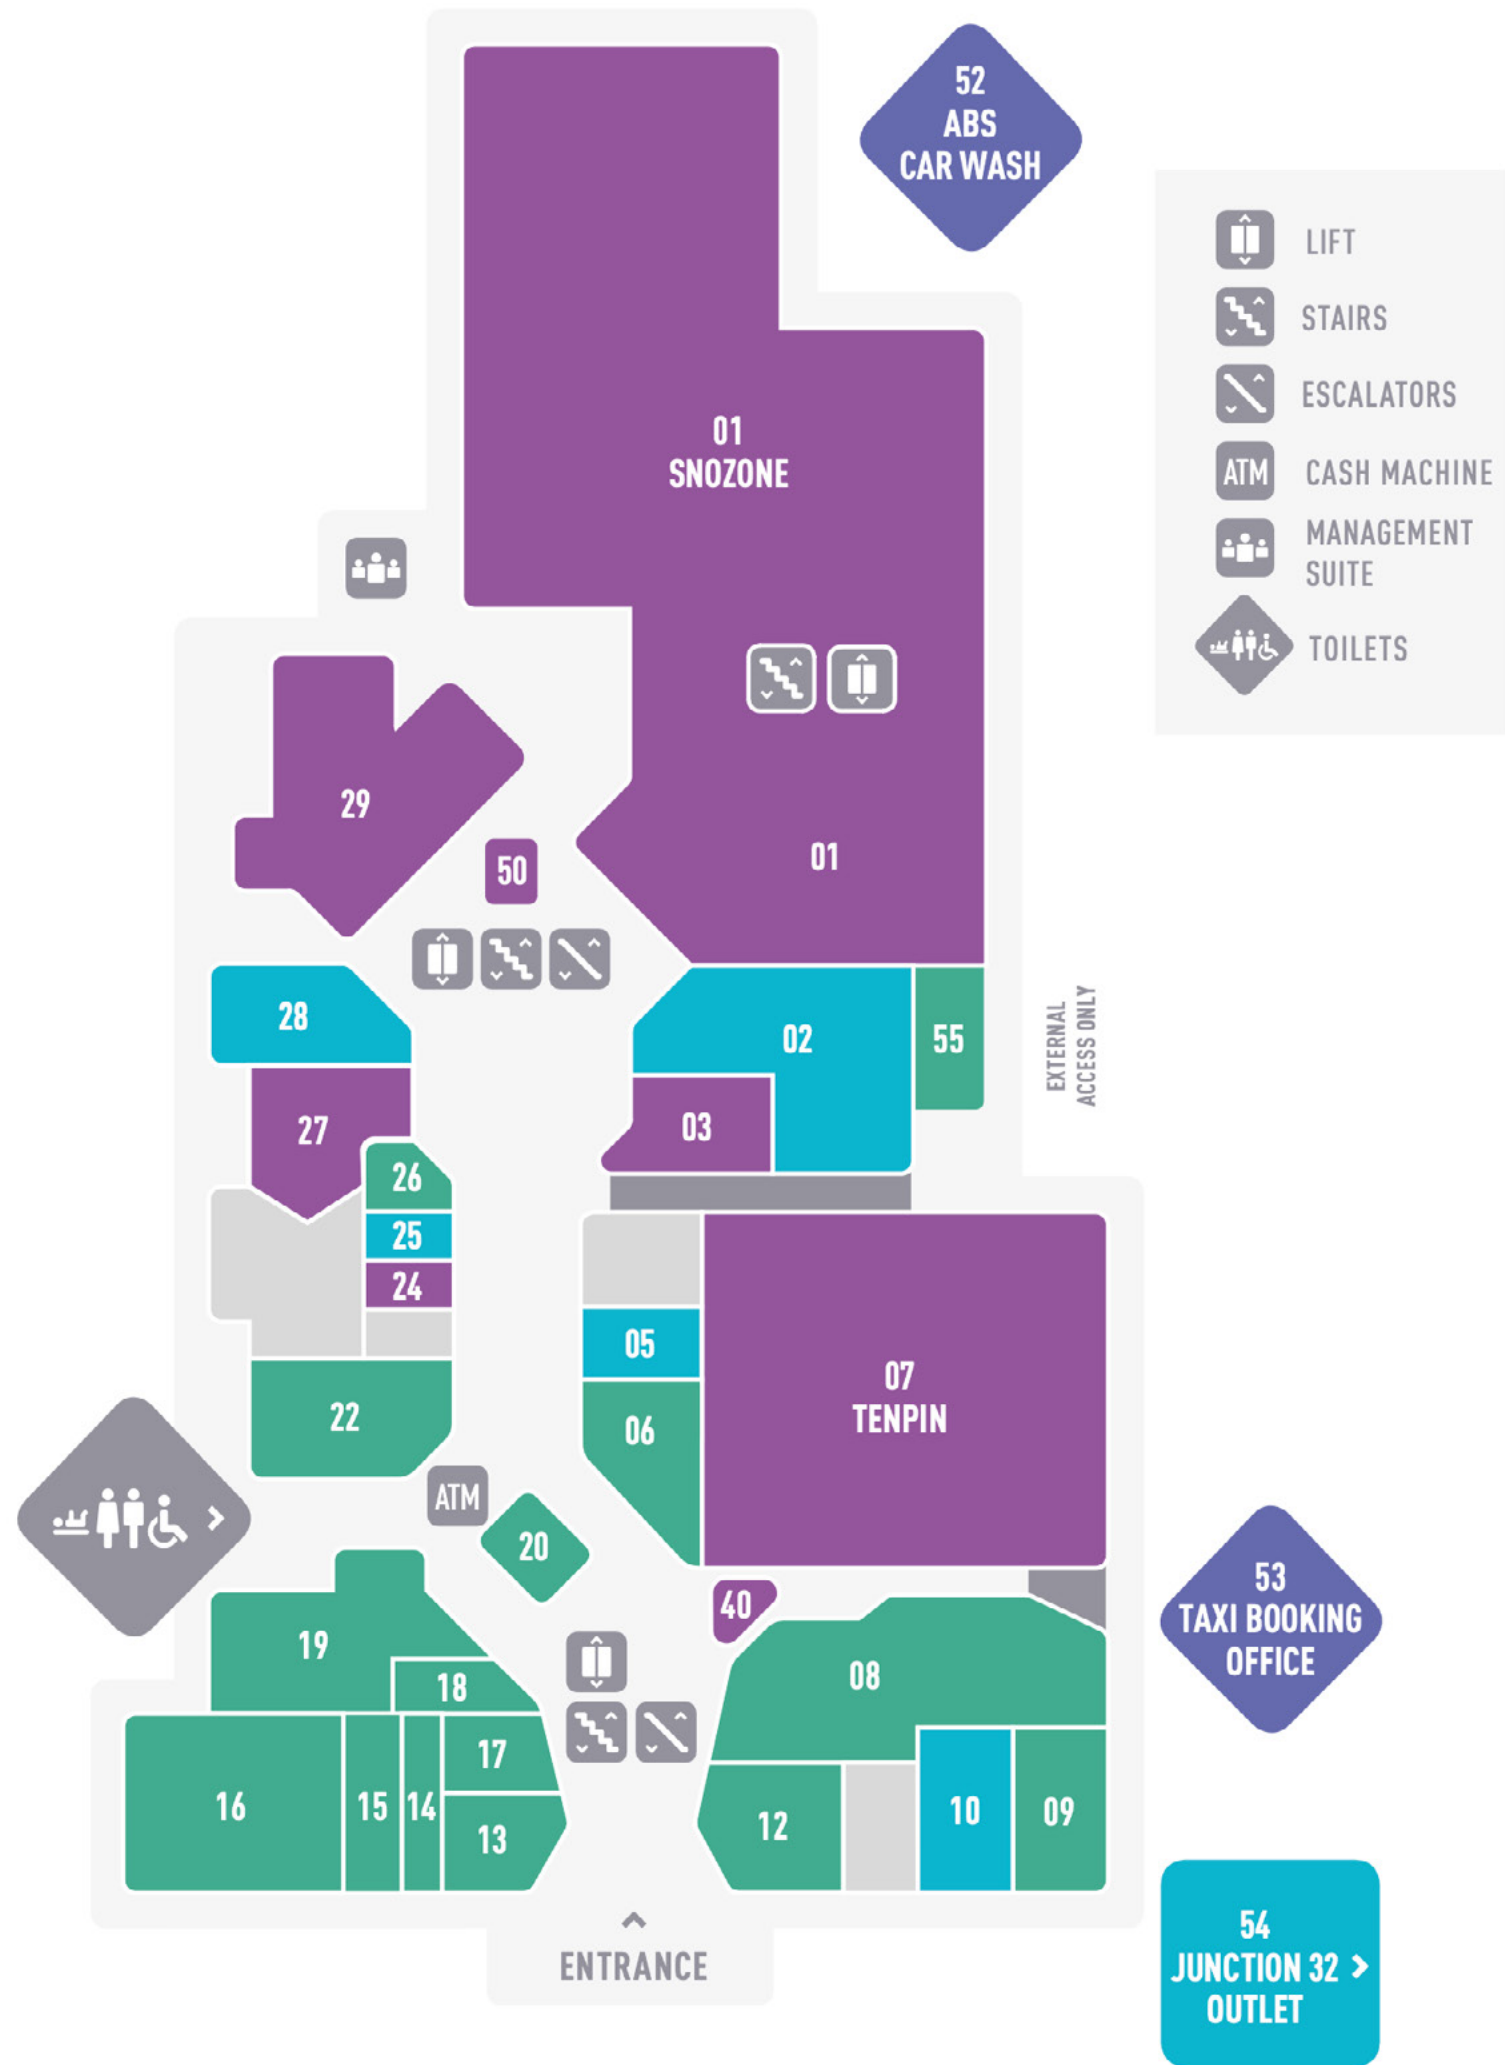 52
ABS
CAR WASH
LIFT
STAIRS
ESCALATORS
ATM
CASH MACHINE
MANAGEMENT
SUITE
TOILETS
01
SNOZONE
29
50
01
28
02
55
EXTERNAL
ACCESS ONLY
27
03
26
25
24
05
07
TENPIN
22
06
ATM
20
53
TAXI BOOKING
OFFICE
40
19
18
08
17
16
15
14
13
12
10
09
ENTRANCE
54
JUNCTION 32
OUTLET